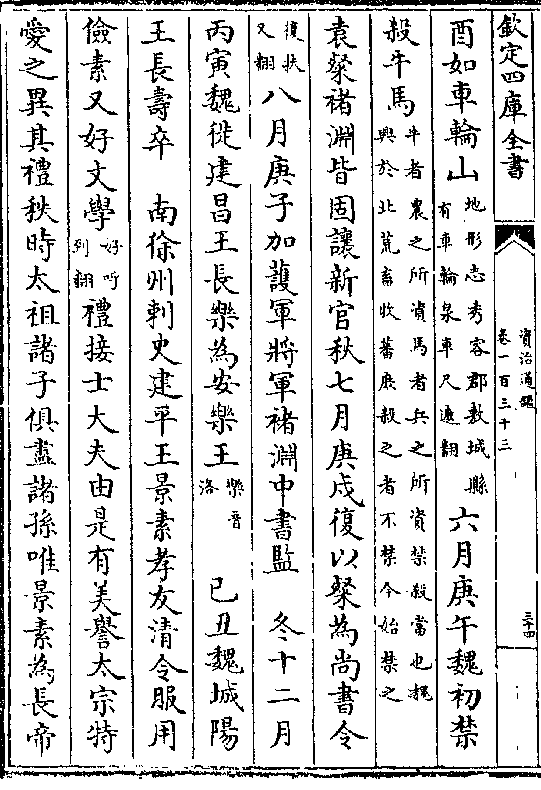 欽定四庫全書
資治通鑑
卷一百三十三
三十四
酉如車輪山地形志秀容郡敷城縣有車輪泉車尺遮翻 六月庚午魏初禁
殺牛馬牛者農之所資馬者兵之所資禁殺當也魏興於北荒畜牧蕃庶殺之者不禁今始禁之
袁粲褚淵皆固讓新官秋七月庚戌復以粲為尚書令
復扶又翻八月庚子加護軍將軍褚淵中書監 冬十二月
丙寅魏徙建昌王長樂為安樂王樂音洛 己丑魏城陽
王長壽卒 南徐州刺史建平王景素孝友清令服用
儉素又好文學好呼到翻禮接士大夫由是有美譽太宗特
愛之異其禮秩時太祖諸子俱盡諸孫唯景素為長帝